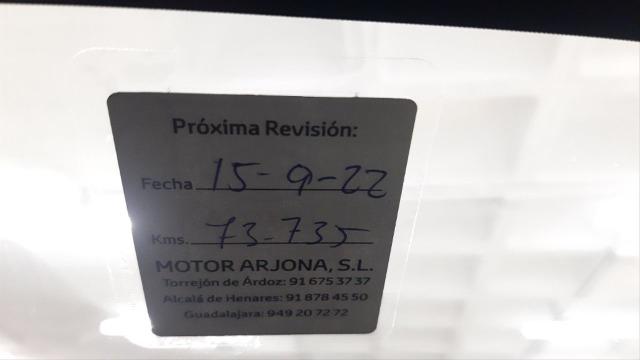 Próxima Revisión:
Fecha 15-9-22
Kms. 73-735
MOTOR ARJONA, S.L.
Torrejón de Ardoz: 91 675 37 37
Alcalá de Henares: 91 878 45 50
Guadalajara: 949 20 72 72